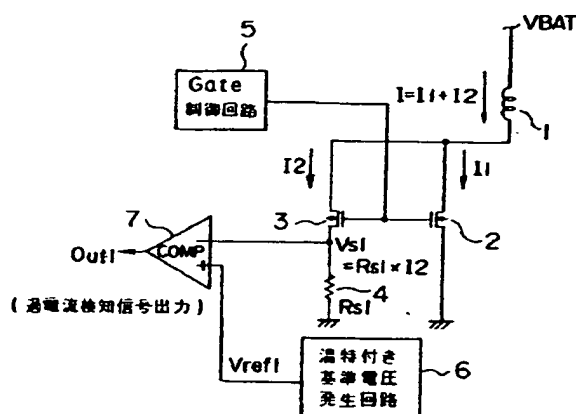 VBAT
5
Gate
制御回路
I=I1+I2
1
I2
I1
7
3
2
COMP
−
+
Vs1
=Rs1×I2
Out1
4
Rs1
(過電流検知信号出力)
Vref1
温特付き
基準電圧
発生回路
6